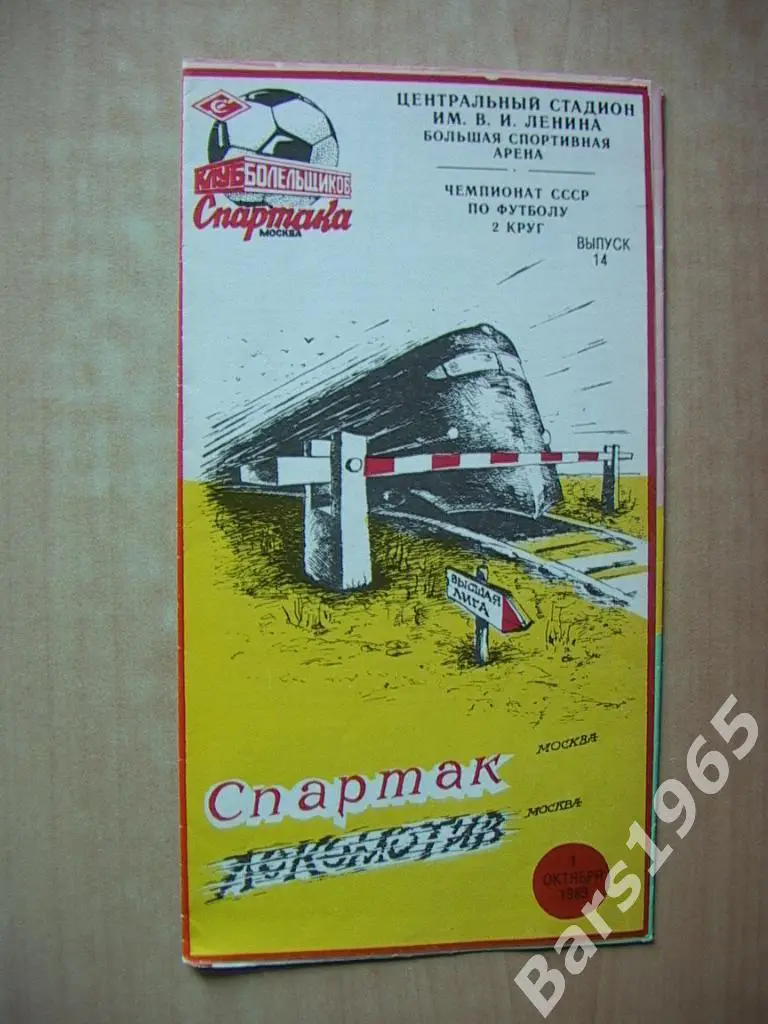 ЦЕНТРАЛЬНЫЙ СТАДИОН
ИМ. В. И. ЛЕНИНА
БОЛЬШАЯ СПОРТИВНАЯ
АРЕНА
ЧЕМПИОНАТ СССР
ПО ФУТБОЛУ
2 КРУГ
ВЫПУСК
14
С
КЛУБ БОЛЕЛЬЩИКОВ
Спартака
МОСКВА
ВЫСШАЯ
ЛИГА
Спартак
МОСКВА
ЛОКОМОТИВ
МОСКВА
1
ОКТЯБРЯ
1989
Bars1965